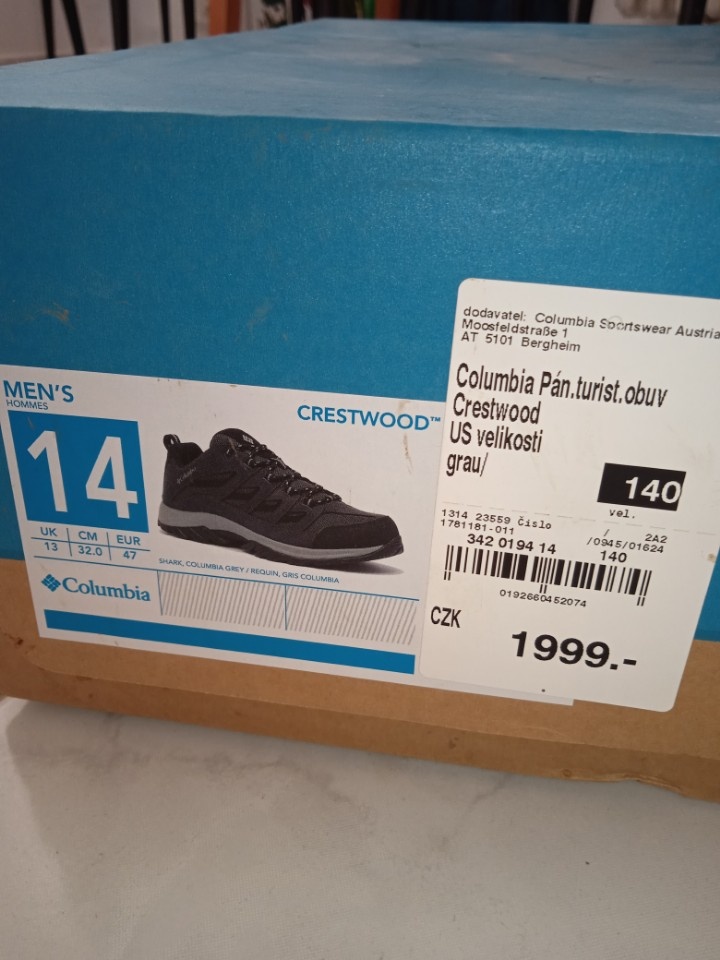 MEN'S
HOMMES
14
UK CM EUR
13 32.0 47
Columbia
CRESTWOOD™
SHARK, COLUMBIA GREY / REQUIN, GRIS COLUMBIA
dodavatel: Columbia Sportswear Austria
Moosfeldstraße 1
AT 5101 Bergheim
Columbia Pán.turist.obuv
Crestwood
US velikosti
grau/
140
vel.
1314 23559 číslo / 2A2
1781181-011 /0945/01624
342 0194 14 140
0192660452074
CZK
1999.-